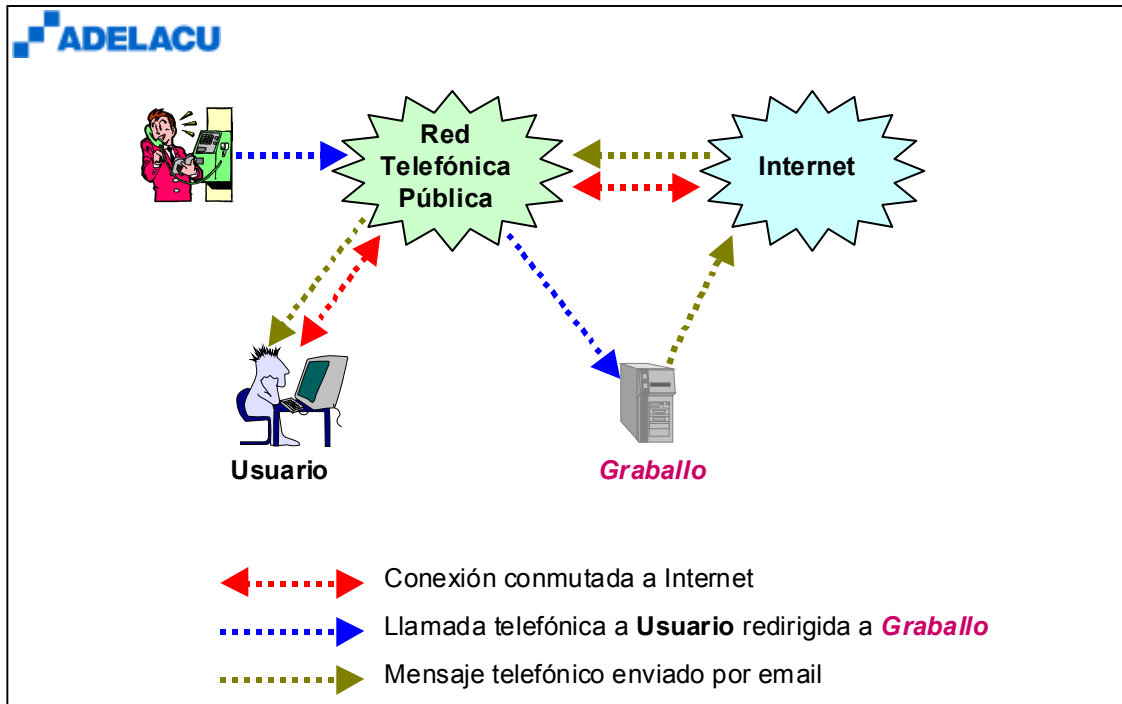 ADELACU
Red
Telefónica
Pública
Internet
Usuario
Graballo
Conexión conmutada a Internet
Llamada telefónica a Usuario redirigida a Graballo
Mensaje telefónico enviado por email